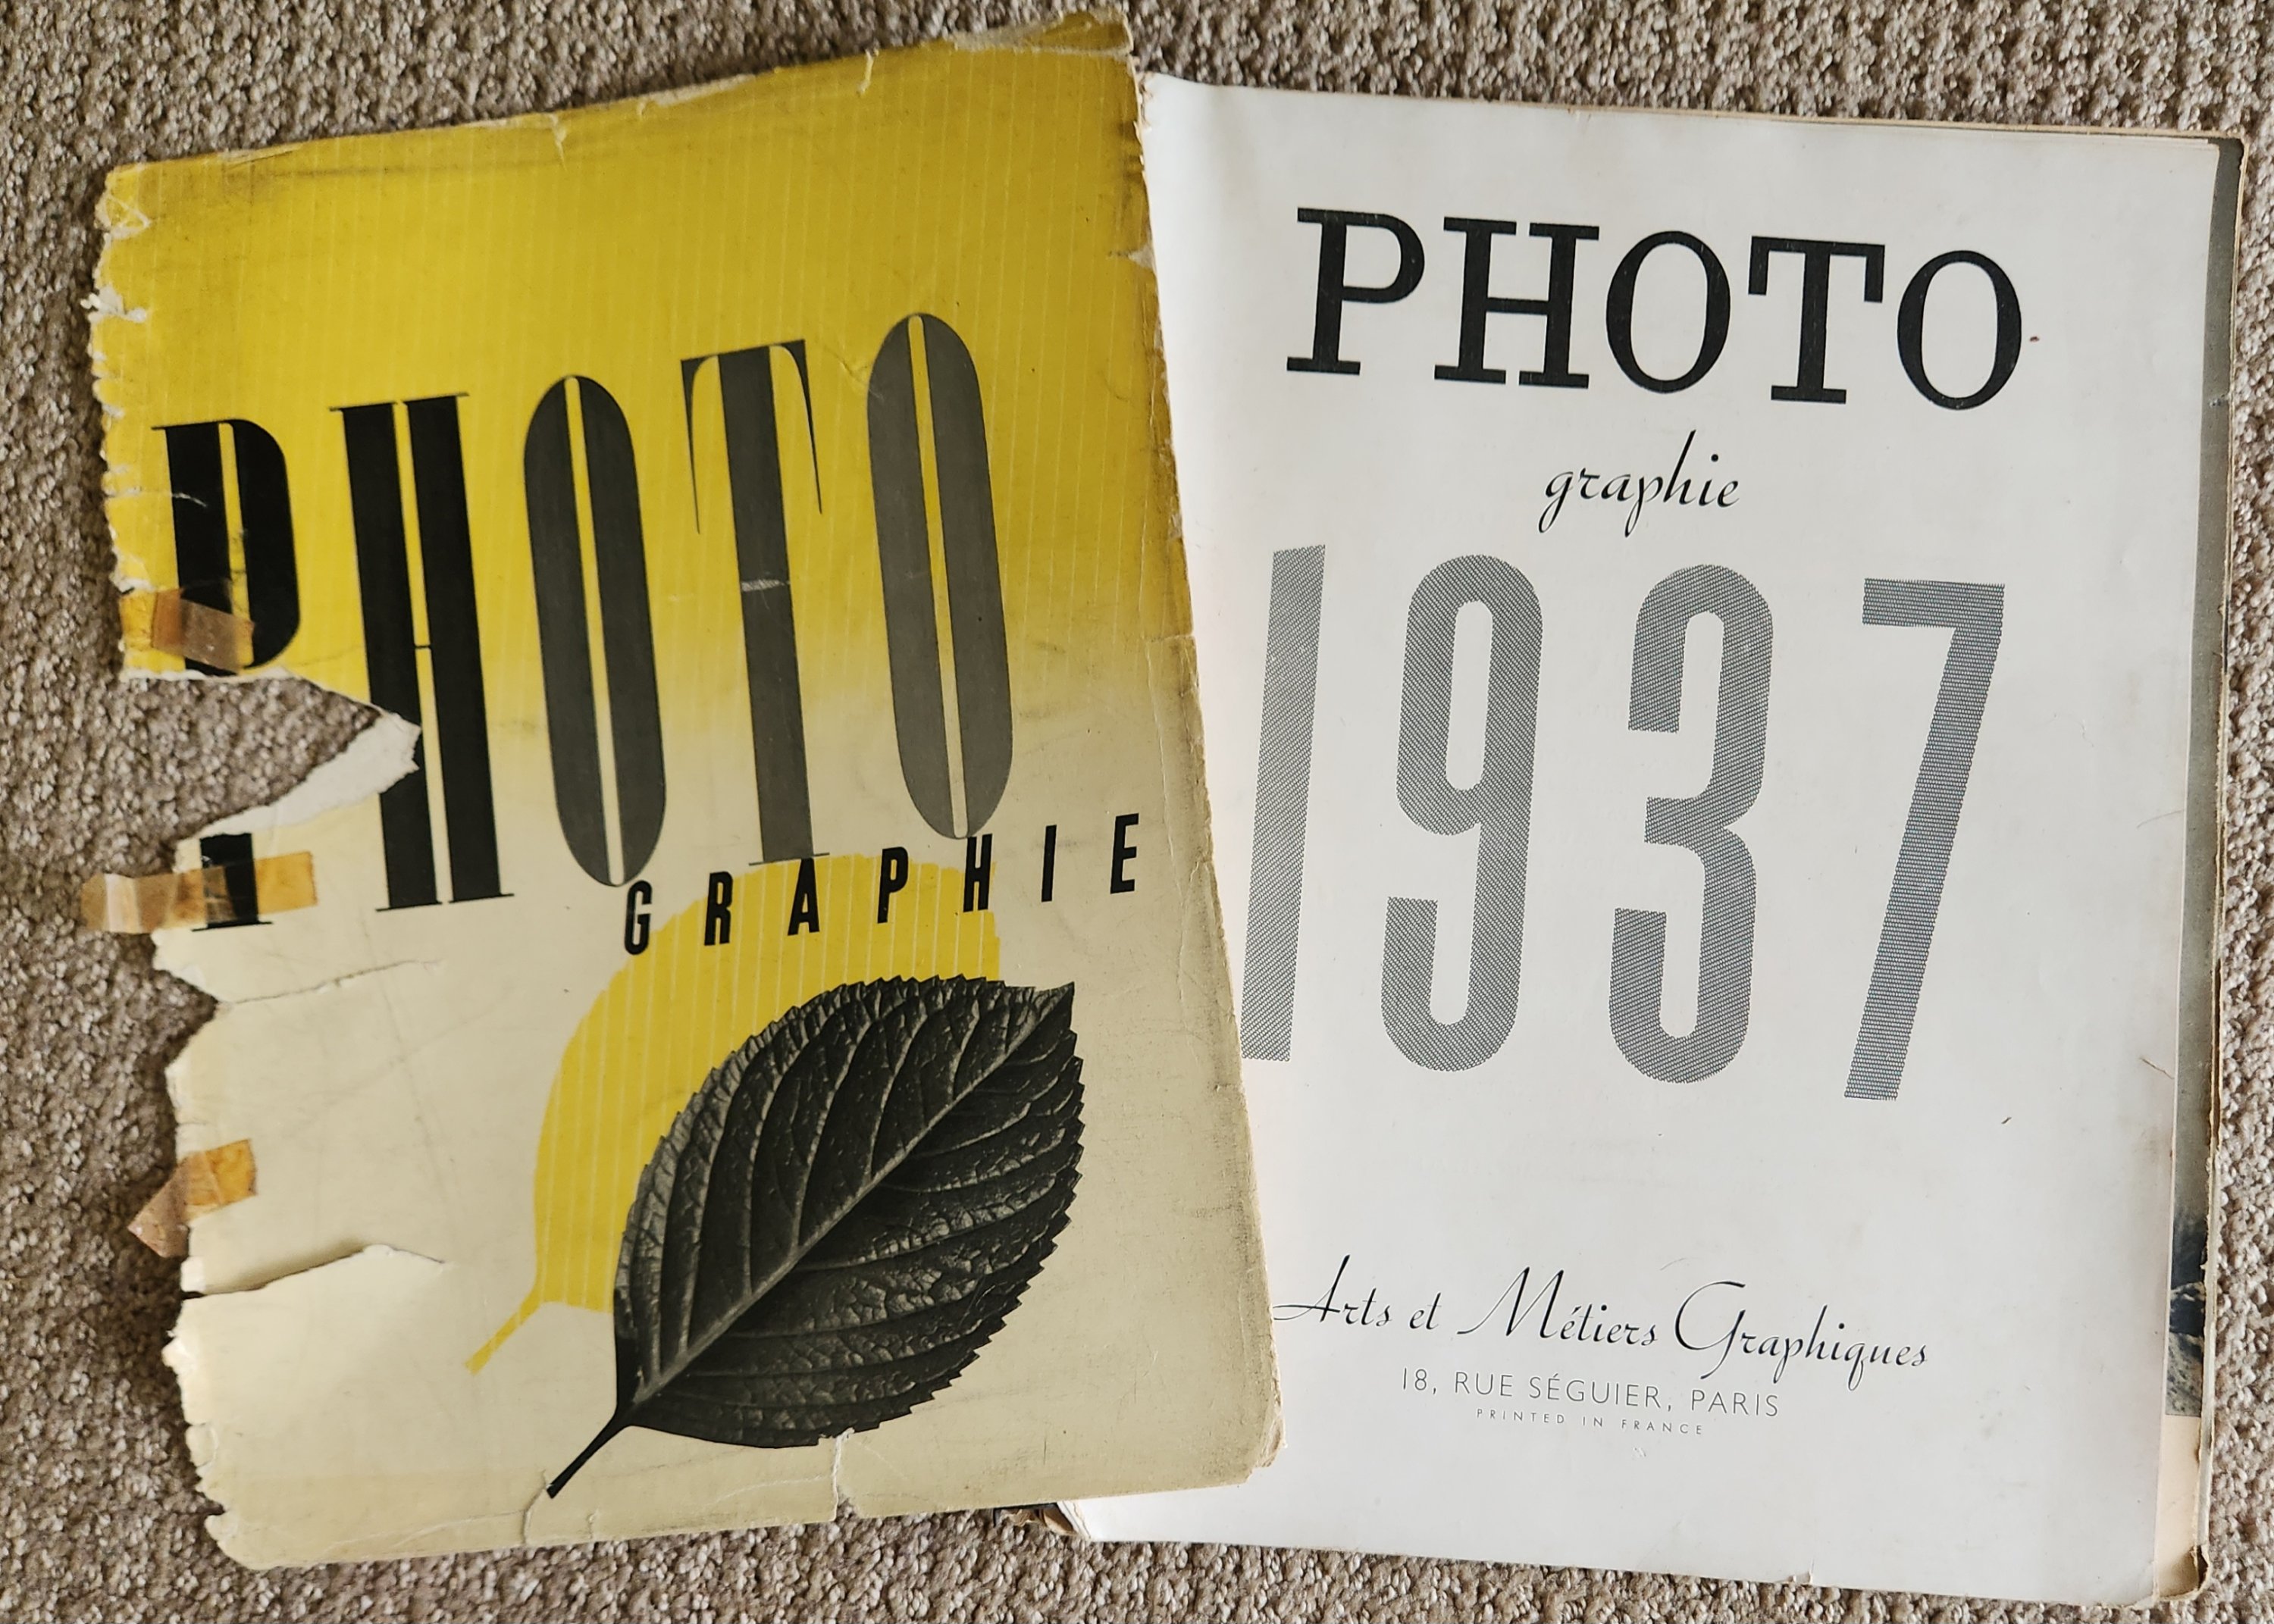 PHOTO
GRAPHIE
PHOTO
graphie
1937
Arts et Métiers Graphiques
18, RUE SÉGUIER, PARIS
PRINTED IN FRANCE